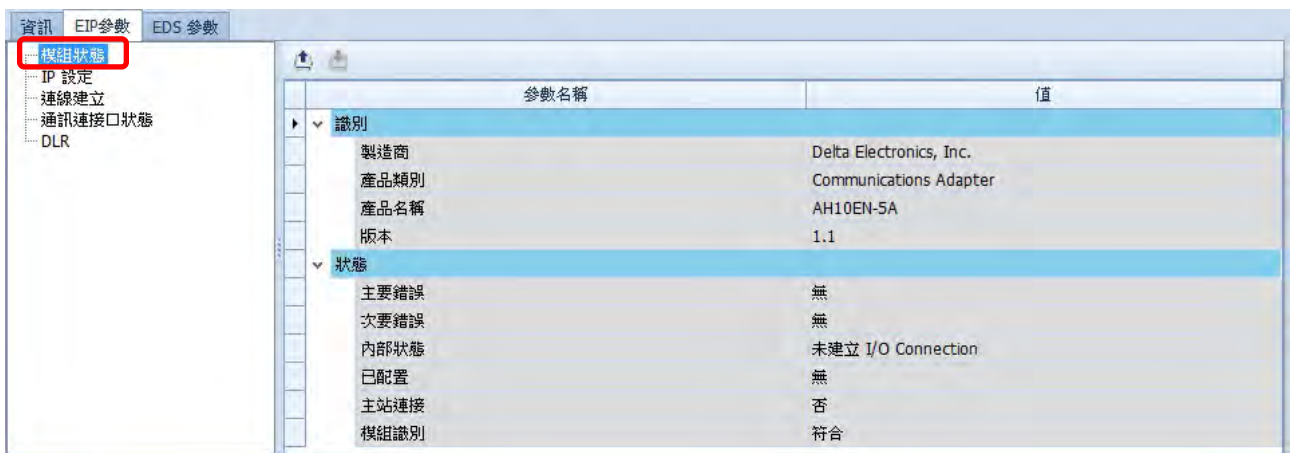 資訊 EIP參數 EDS 參數
模組狀態
IP 設定
連線建立
通訊連接口狀態
DLR
參數名稱 值
識別
製造商 Delta Electronics, Inc.
產品類別 Communications Adapter
產品名稱 AH10EN-5A
版本 1.1
狀態
主要錯誤 無
次要錯誤 無
內部狀態 未建立 I/O Connection
已配置 無
主站連接 否
模組識別 符合